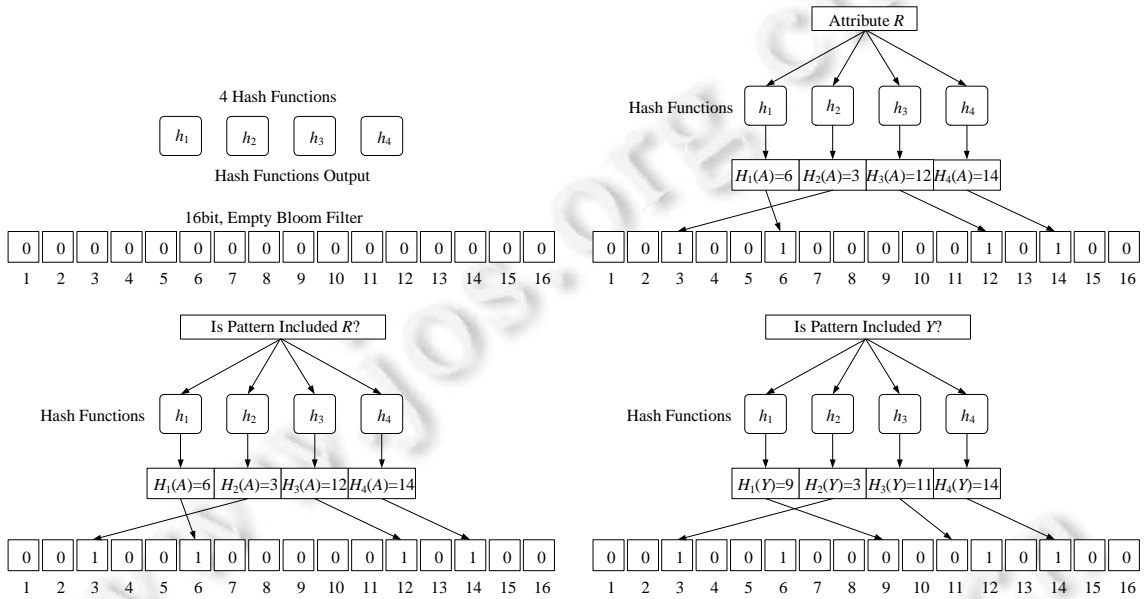 4 Hash Functions
h1 h2 h3 h4
Hash Functions Output
16bit, Empty Bloom Filter
0 0 0 0 0 0 0 0 0 0 0 0 0 0 0 0
1 2 3 4 5 6 7 8 9 10 11 12 13 14 15 16
Attribute R
Hash Functions h1 h2 h3 h4
H1(A)=6 H2(A)=3 H3(A)=12 H4(A)=14
0 0 1 0 0 1 0 0 0 0 0 1 0 1 0 0
1 2 3 4 5 6 7 8 9 10 11 12 13 14 15 16
Is Pattern Included R?
Hash Functions h1 h2 h3 h4
H1(A)=6 H2(A)=3 H3(A)=12 H4(A)=14
0 0 1 0 0 1 0 0 0 0 0 1 0 1 0 0
1 2 3 4 5 6 7 8 9 10 11 12 13 14 15 16
Is Pattern Included Y?
Hash Functions h1 h2 h3 h4
H1(Y)=9 H2(Y)=3 H3(Y)=11 H4(Y)=14
0 0 1 0 0 1 0 0 0 0 0 1 0 1 0 0
1 2 3 4 5 6 7 8 9 10 11 12 13 14 15 16